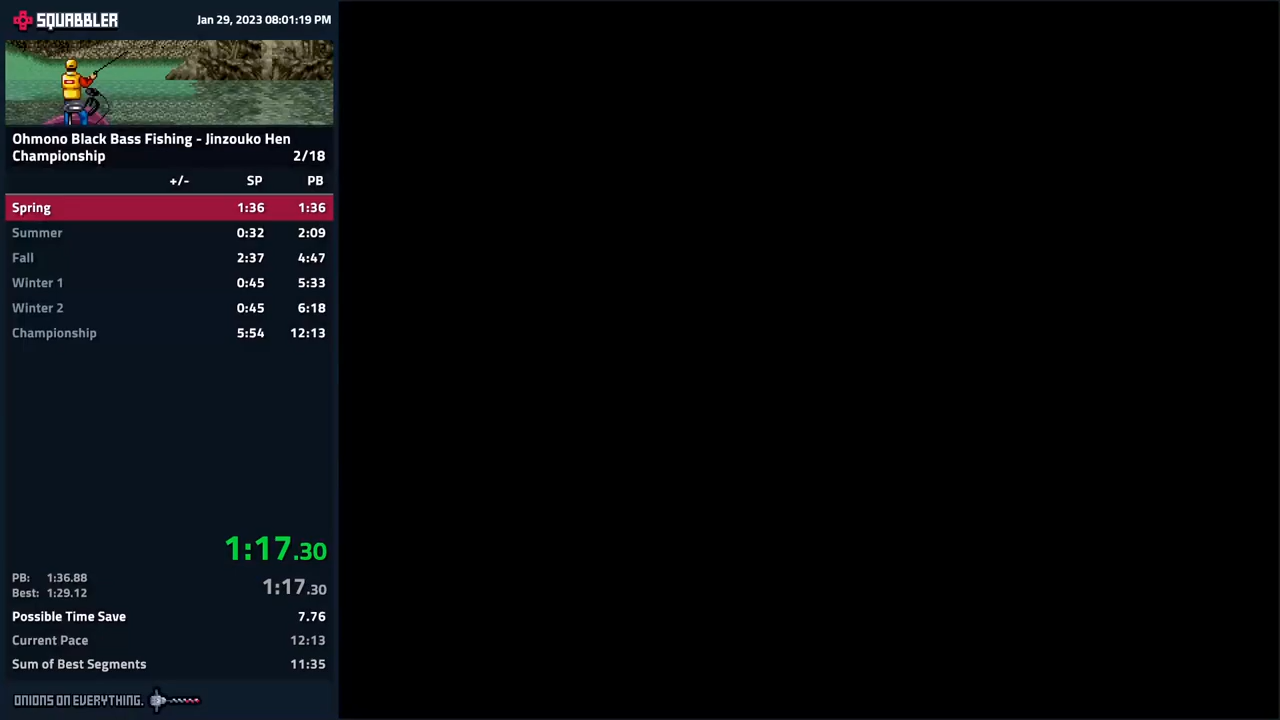 SQUABBLER
Jan 29, 2023 08:01:19 PM
Ohmono Black Bass Fishing - Jinzouko Hen
Championship 2/18
+/- SP PB
Spring 1:36 1:36
Summer 0:32 2:09
Fall 2:37 4:47
Winter 1 0:45 5:33
Winter 2 0:45 6:18
Championship 5:54 12:13
1:17.30
PB: 1:36.88
Best: 1:29.12
1:17.30
Possible Time Save 7.76
Current Pace 12:13
Sum of Best Segments 11:35
ONIONS ON EVERYTHING.